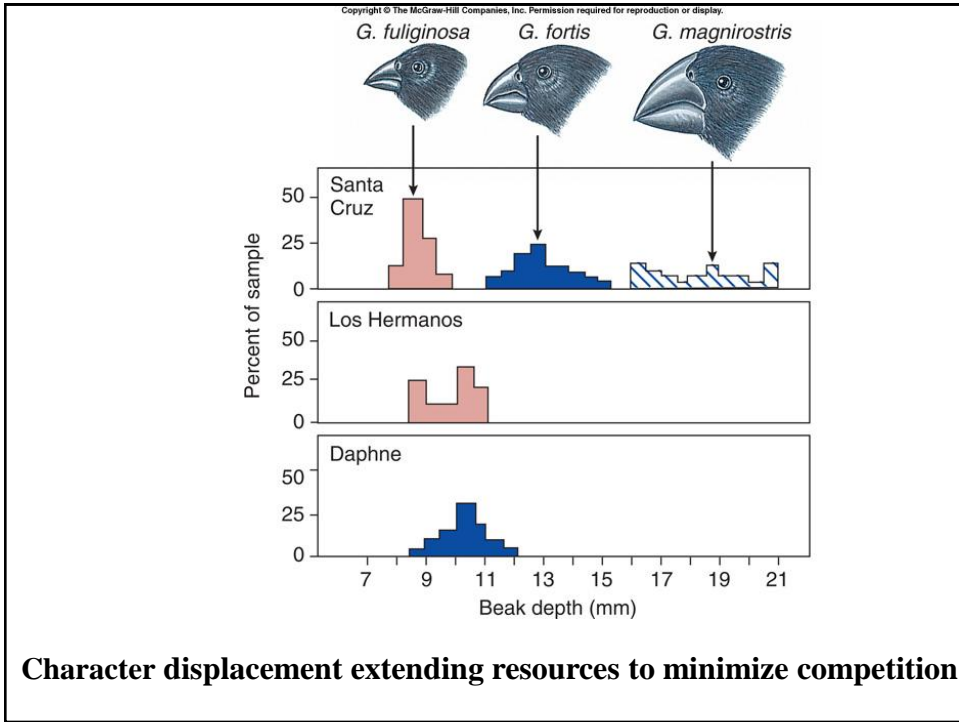 Copyright © The McGraw-Hill Companies, Inc. Permission required for reproduction or display.
G. fuliginosa G. fortis G. magnirostris
Santa
Cruz
50
25
0
Los Hermanos
50
25
0
Daphne
50
25
0
Percent of sample
7 9 11 13 15 17 19 21
Beak depth (mm)
Character displacement extending resources to minimize competition